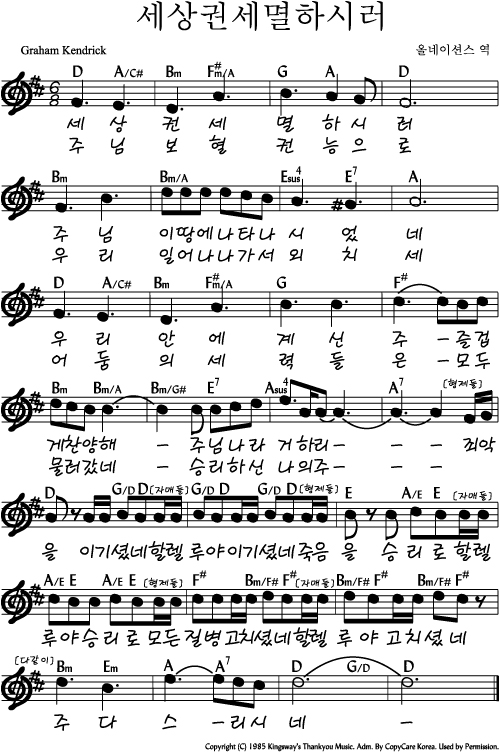 세상권세멸하시러
Graham Kendrick 올네이션스 역
D A/C# Bm F#m/A G A D
6 8
세 상 권 세 멸 하 시 러
주 님 보 혈 권 능 으 로
Bm Bm/A Esus4 E7 A
주 님 이땅에나타나 시 었 네
우 리 일어나나가서 외 치 세
D A/C# Bm F#m/A G F#
우 리 안 에 계 신 주 - 즐겁
어 둠 의 세 력 들 은 - 모두
Bm Bm/A Bm/G# E7 Asus4 A7 (형제들)
게찬양해 - 주님나라 거하리 - - - 죄악
물러갔네 - 승리하신 나의주 - - -
D G/D D (자매들) G/D G/D D (형제들) E A/E E (자매들)
을 이기셨네할렐 루야이기셨네죽음 을 승리로할렐
A/E E A/E E (형제들) F# Bm/F# F# (자매들) Bm/F# F# Bm/F# F#
루야승리로모든질병고치셨네할렐 루야고치셨네
(다같이) Bm Em A A7 D G/D D
주 다 스 - 리시 네 - -
Copyright (C) 1985 Kingsway's Thankyou Music. Adm. By CopyCare Korea. Used by Permission.